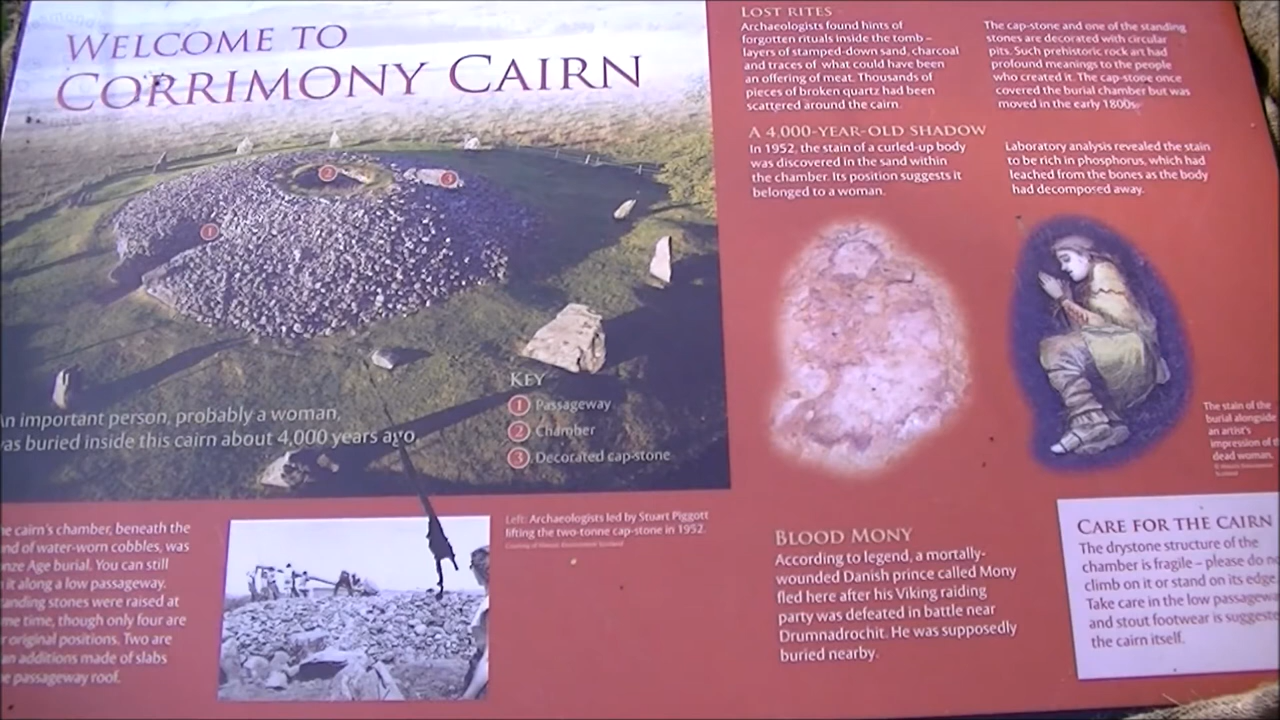 WELCOME TO
CORRIMONY CAIRN
1
2
3
An important person, probably a woman,
was buried inside this cairn about 4,000 years ago
KEY
1 Passageway
2 Chamber
3 Decorated cap-stone
e cairn's chamber, beneath the
nd of water-worn cobbles, was
nze Age burial. You can still
it along a low passageway.
anding stones were raised at
me time, though only four are
original positions. Two are
an additions made of slabs
e passageway roof.
Left: Archaeologists led by Stuart Piggott
lifting the two-tonne cap-stone in 1952.
LOST RITES
Archaeologists found hints of
forgotten rituals inside the tomb –
layers of stamped-down sand, charcoal
and traces of what could have been
an offering of meat. Thousands of
pieces of broken quartz had been
scattered around the cairn.
The cap-stone and one of the standing
stones are decorated with circular
pits. Such prehistoric rock art had
profound meanings to the people
who created it. The cap-stone once
covered the burial chamber but was
moved in the early 1800s.
A 4,000-YEAR-OLD SHADOW
In 1952, the stain of a curled-up body
was discovered in the sand within
the chamber. Its position suggests it
belonged to a woman.
Laboratory analysis revealed the stain
to be rich in phosphorus, which had
leached from the bones as the body
had decomposed away.
The stain of the
burial alongside
an artist's
impression of t
dead woman.
BLOOD MONY
According to legend, a mortally-
wounded Danish prince called Mony
fled here after his Viking raiding
party was defeated in battle near
Drumnadrochit. He was supposedly
buried nearby.
CARE FOR THE CAIRN
The drystone structure of the
chamber is fragile – please do no
climb on it or stand on its edge
Take care in the low passagewa
and stout footwear is suggeste
the cairn itself.